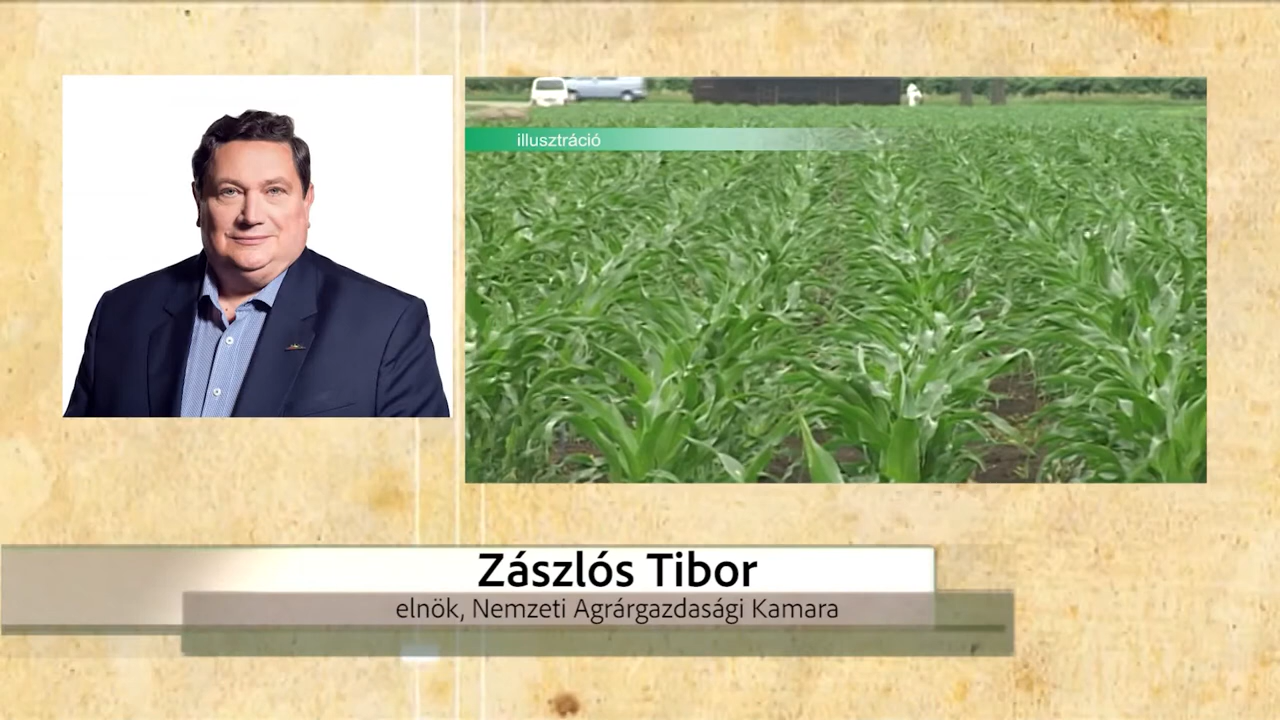 illusztráció
Zászlós Tibor
elnök, Nemzeti Agrárgazdasági Kamara